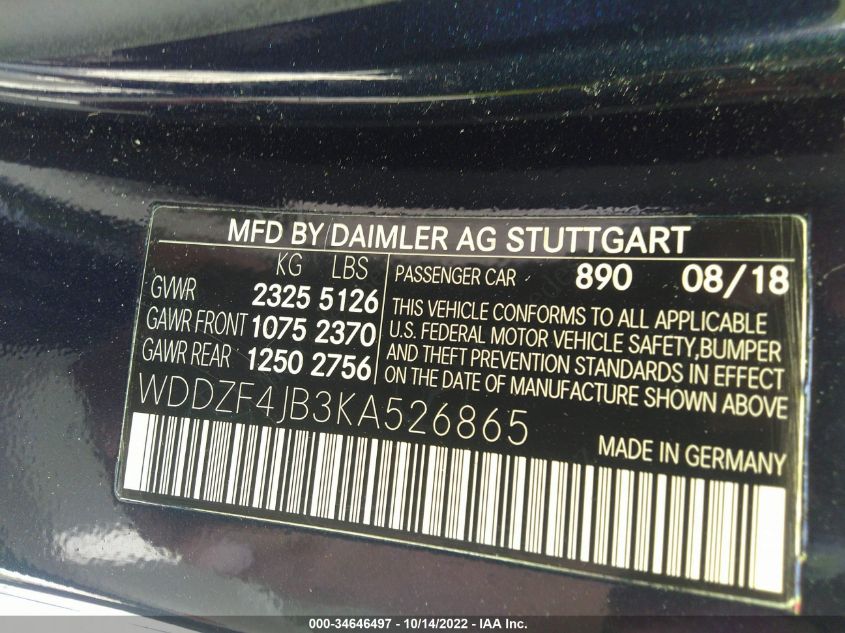 MFD BY DAIMLER AG STUTTGART
KG LBS
GVWR 2325 5126
GAWR FRONT 1075 2370
GAWR REAR 1250 2756
PASSENGER CAR 890 08/18
THIS VEHICLE CONFORMS TO ALL APPLICABLE
U.S. FEDERAL MOTOR VEHICLE SAFETY,BUMPER
AND THEFT PREVENTION STANDARDS IN EFFECT
ON THE DATE OF MANUFACTURE SHOWN ABOVE
WDDZF4JB3KA526865
MADE IN GERMANY
000-34646497 - 10/14/2022 - IAA Inc.